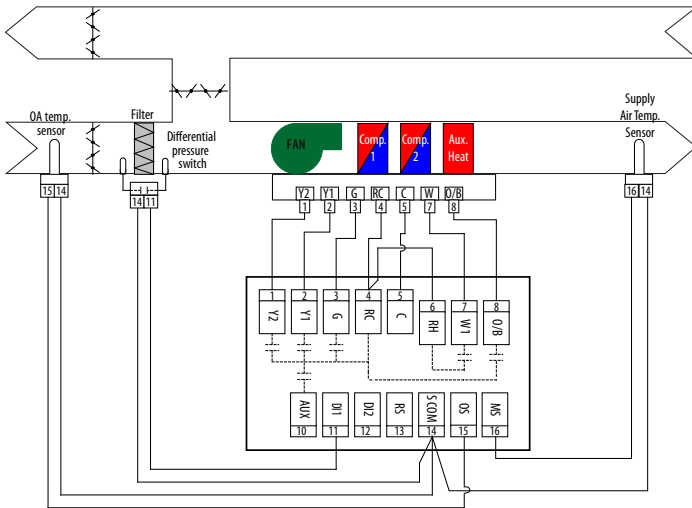 OA temp.
sensor
Filter
Differential
pressure
switch
FAN
Comp.
1
Comp.
2
Aux.
Heat
Supply
Air Temp.
Sensor
15 14
14 11
16 14
Y2 Y1 G RC C W O/B
1 2 3 4 5 7 8
1 2 3 4 5 6 7 8
Y2 Y1 G RC C RH W1 O/B
AUX DI1 DI2 RS S COM OS MS
10 11 12 13 14 15 16